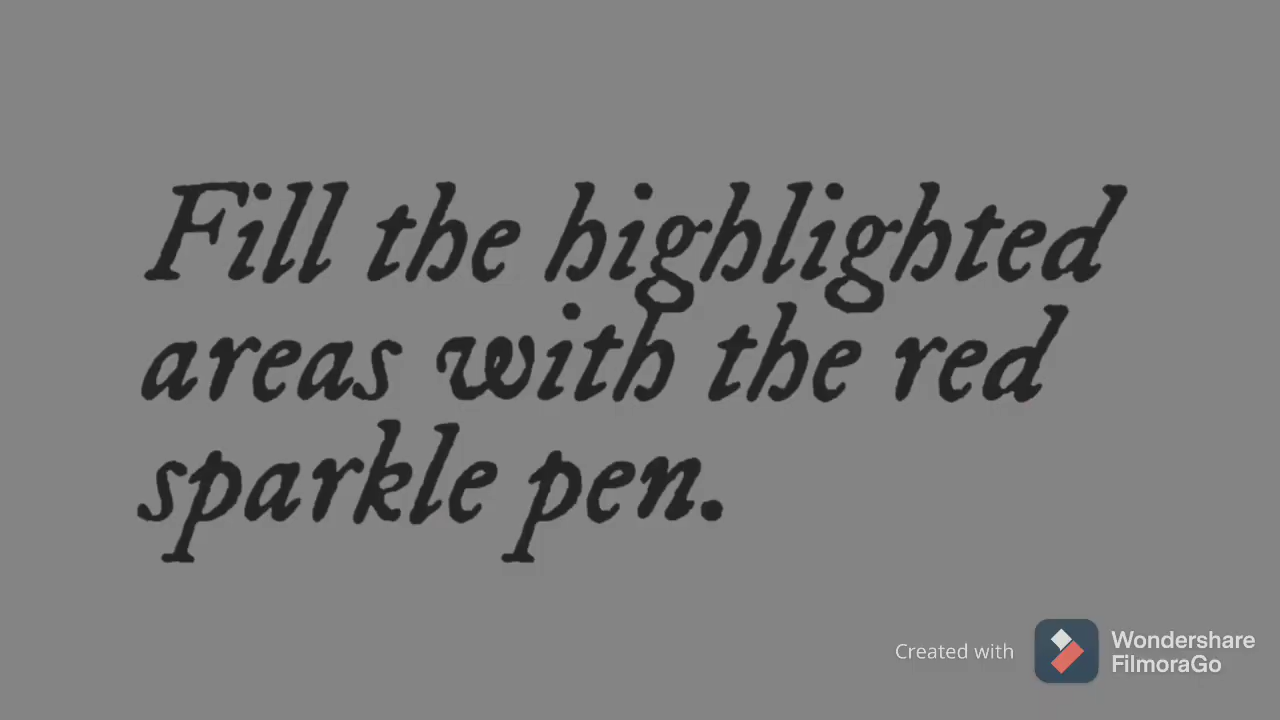 Fill the highlighted
areas with the red
sparkle pen.
Created with
Wondershare
FilmoraGo